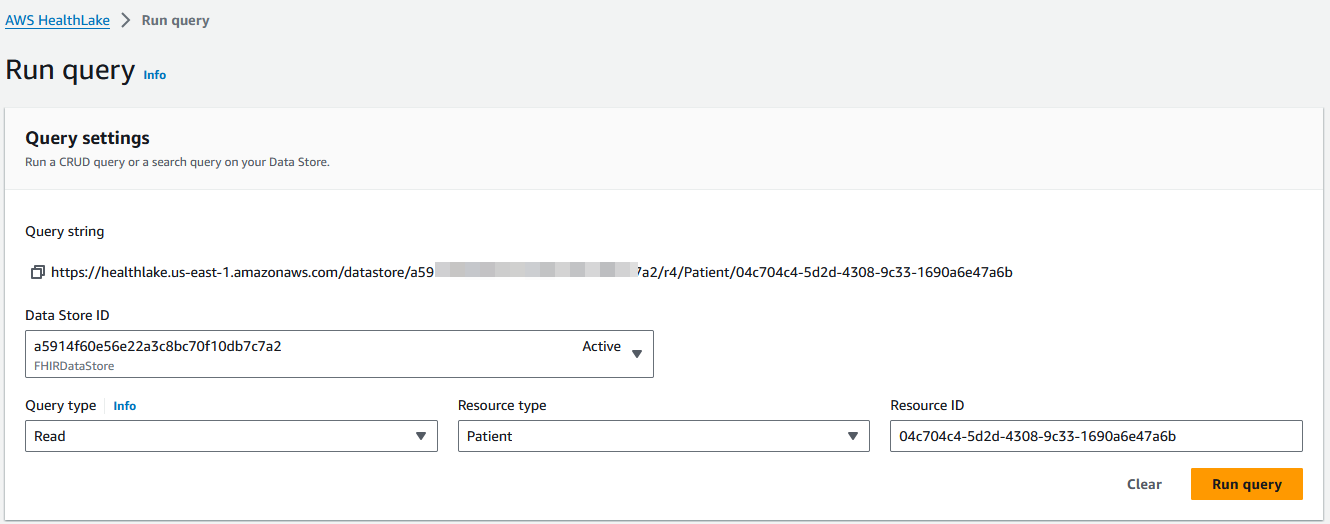 AWS HealthLake > Run query
Run query Info
Query settings
Run a CRUD query or a search query on your Data Store.
Query string
https://healthlake.us-east-1.amazonaws.com/datastore/a59 7a2/r4/Patient/04c704c4-5d2d-4308-9c33-1690a6e47a6b
Data Store ID
a5914f60e56e22a3c8bc70f10db7c7a2 Active
FHIRDataStore
Query type Info Resource type Resource ID
Read Patient 04c704c4-5d2d-4308-9c33-1690a6e47a6b
Clear Run query